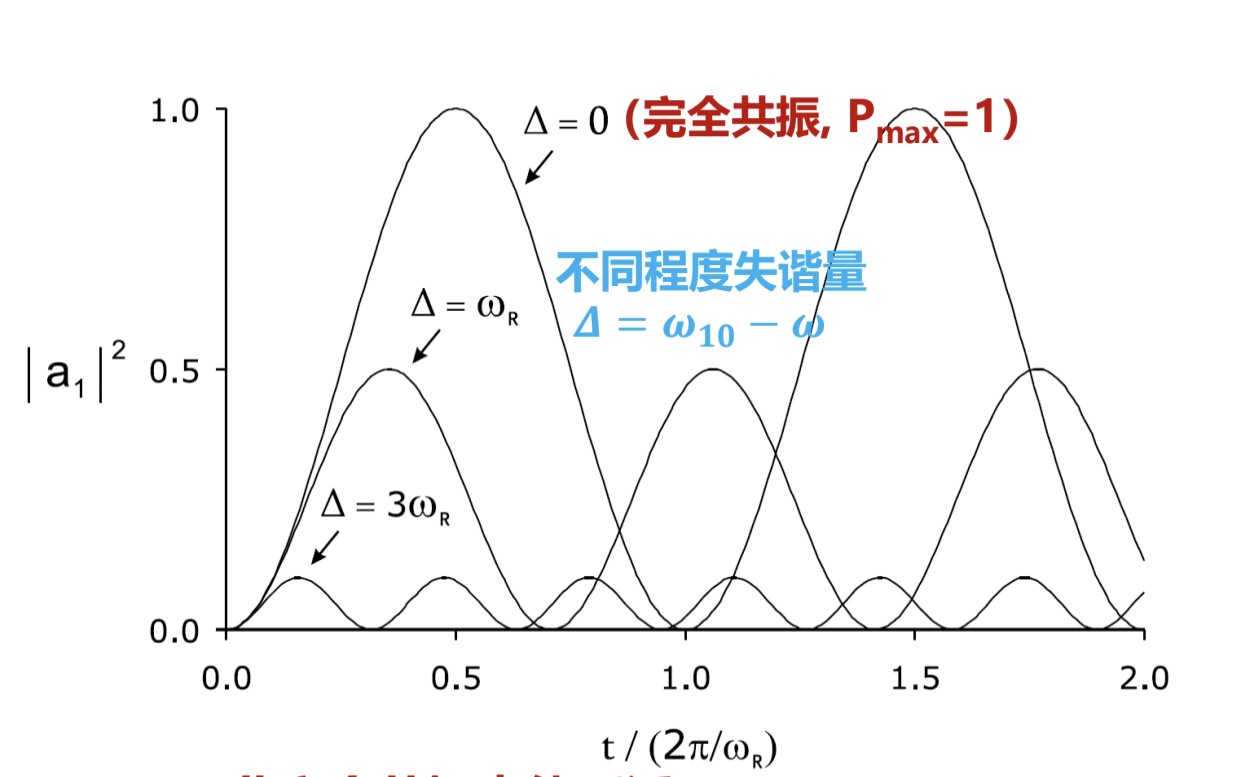 1.0
Δ = 0 (完全共振, Pmax=1)
不同程度失谐量
Δ = ω10 − ω
Δ = ωR
|a1|2
0.5
Δ = 3ωR
0.0
0.0 0.5 1.0 1.5 2.0
t / (2π/ωR)